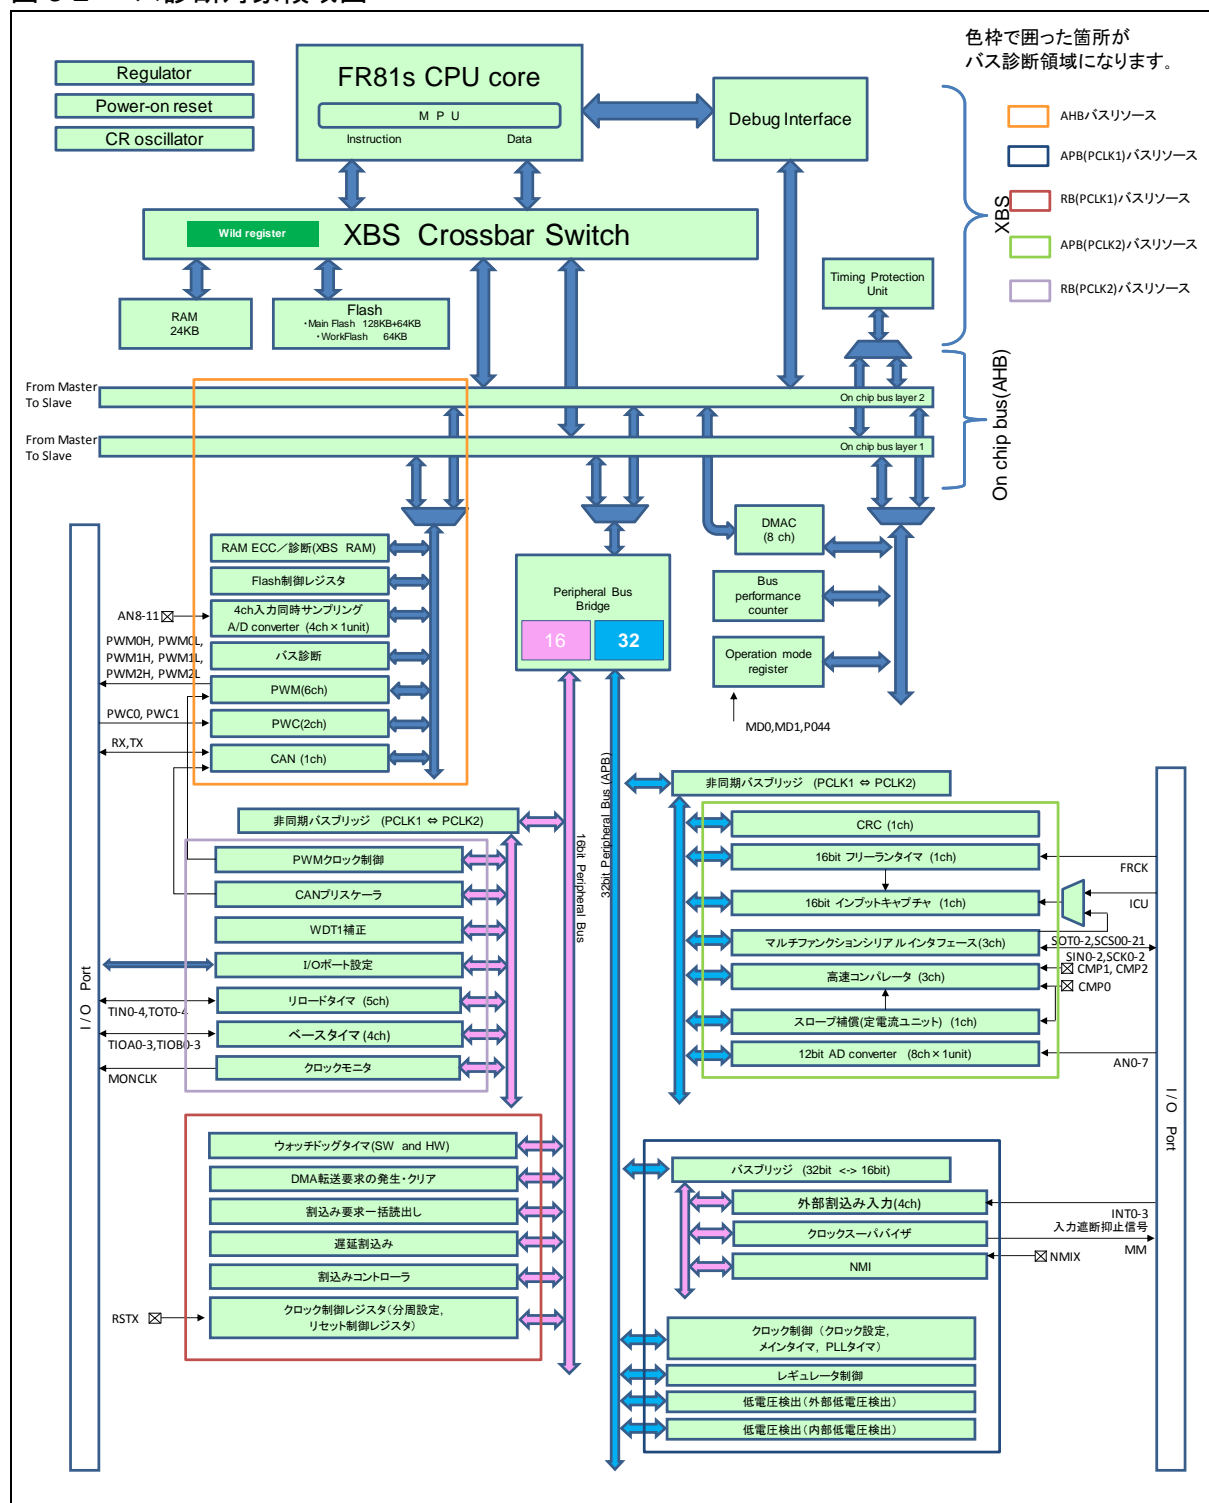 色枠で囲った箇所が
バス診断領域になります。
Regulator
Power-on reset
CR oscillator
FR81s CPU core
M P U
Instruction
Data
Debug Interface
AHBバスリソース
APB(PCLK1)バスリソース
RB(PCLK1)バスリソース
APB(PCLK2)バスリソース
RB(PCLK2)バスリソース
XBS
Wild register
XBS Crossbar Switch
RAM
24KB
Flash
・Main Flash 128KB+64KB
・WorkFlash 64KB
Timing Protection
Unit
On chip bus(AHB)
From Master
To Slave
On chip bus layer 2
From Master
To Slave
On chip bus layer 1
RAM ECC／診断(XBS RAM)
Flash制御レジスタ
4ch入力同時サンプリング
A/D converter (4ch×1unit)
バス診断
PWM(6ch)
PWC(2ch)
CAN (1ch)
AN8-11
PWM0H, PWM0L,
PWM1H, PWM1L,
PWM2H, PWM2L
PWC0, PWC1
RX,TX
Peripheral Bus
Bridge
16
32
DMAC
(8 ch)
Bus
performance
counter
Operation mode
register
MD0,MD1,P044
16bit Peripheral Bus
32bit Peripheral Bus (APB)
非同期バスブリッジ (PCLK1 ⇔ PCLK2)
PWMクロック制御
CANプリスケーラ
WDT1補正
I/Oポート設定
リロードタイマ (5ch)
ベースタイマ (4ch)
クロックモニタ
I/O Port
TIN0-4,TOT0-4
TIOA0-3,TIOB0-3
MONCLK
非同期バスブリッジ (PCLK1 ⇔ PCLK2)
CRC (1ch)
16bit フリーランタイマ (1ch)
16bit インプットキャプチャ (1ch)
マルチファンクションシリアルインタフェース(3ch)
高速コンパレータ (3ch)
スロープ補償(定電流ユニット) (1ch)
12bit AD converter (8ch×1unit)
FRCK
ICU
SOT0-2,SCS00-21
SIN0-2,SCK0-2
CMP1, CMP2
CMP0
AN0-7
I/O Port
ウォッチドッグタイマ(SW and HW)
DMA転送要求の発生・クリア
割込み要求一括読出し
遅延割込み
割込みコントローラ
クロック制御レジスタ(分周設定,
リセット制御レジスタ)
RSTX
バスブリッジ (32bit <-> 16bit)
外部割込み入力(4ch)
クロックスーパバイザ
NMI
INT0-3
入力遮断抑止信号
MM
NMIX
クロック制御 (クロック設定,
メインタイマ, PLLタイマ)
レギュレータ制御
低電圧検出(外部低電圧検出)
低電圧検出(内部低電圧検出)